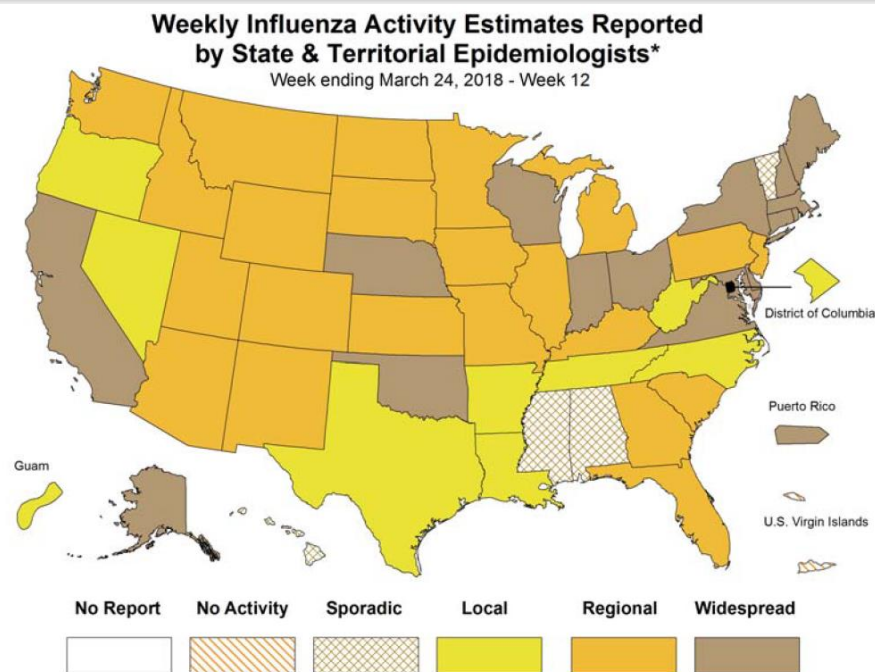 Weekly Influenza Activity Estimates Reported
by State & Territorial Epidemiologists*
Week ending March 24, 2018 - Week 12
District of Columbia
Puerto Rico
Guam
U.S. Virgin Islands
No Report No Activity Sporadic Local Regional Widespread